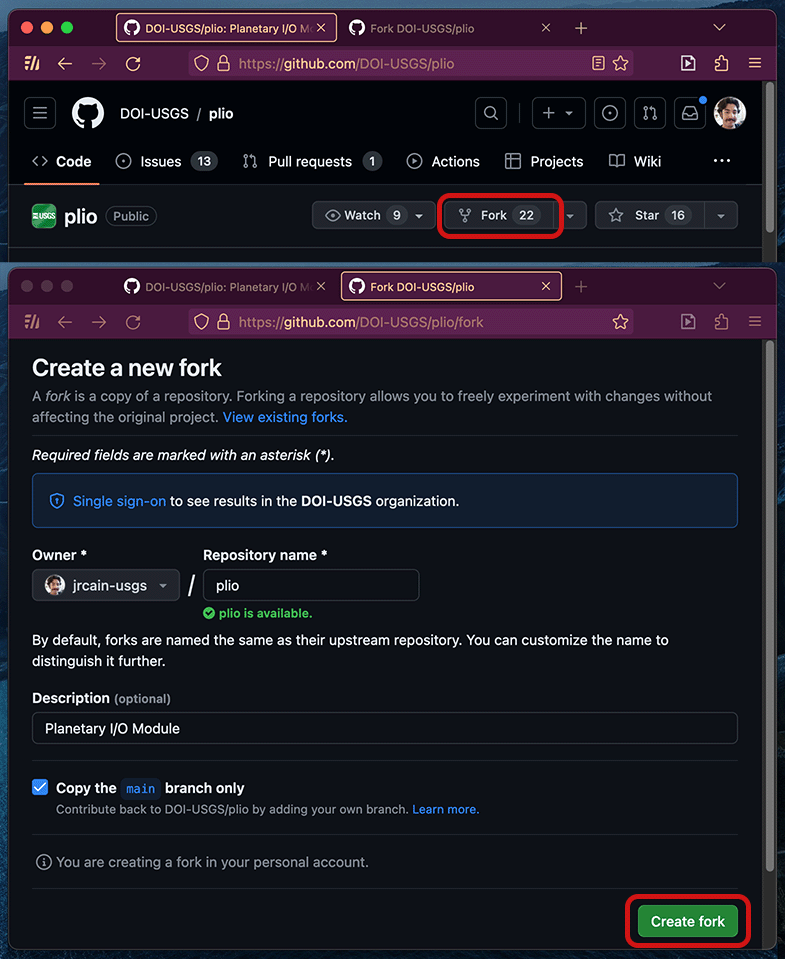 DOI-USGS/plio: Planetary I/O Mo
Fork DOI-USGS/plio
https://github.com/DOI-USGS/plio
DOI-USGS / plio
Code
Issues 13
Pull requests 1
Actions
Projects
Wiki
USGS
plio
Public
Watch 9
Fork 22
Star 16
DOI-USGS/plio: Planetary I/O Mo
Fork DOI-USGS/plio
https://github.com/DOI-USGS/plio/fork
Create a new fork
A fork is a copy of a repository. Forking a repository allows you to freely experiment with changes without
affecting the original project. View existing forks.
Required fields are marked with an asterisk (*).
Single sign-on to see results in the DOI-USGS organization.
Owner *
Repository name *
jrcain-usgs
/
plio
plio is available.
By default, forks are named the same as their upstream repository. You can customize the name to
distinguish it further.
Description (optional)
Planetary I/O Module
Copy the main branch only
Contribute back to DOI-USGS/plio by adding your own branch. Learn more.
You are creating a fork in your personal account.
Create fork